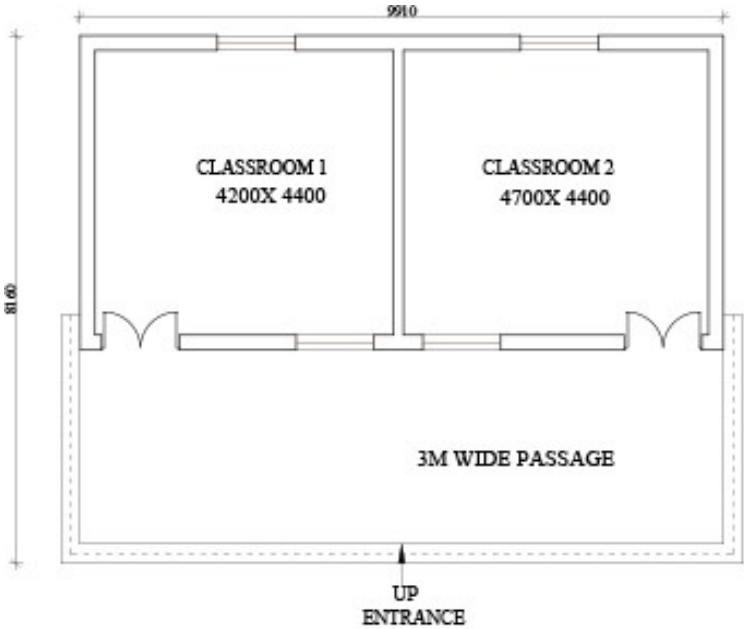 9910
CLASSROOM 1
4200X 4400
CLASSROOM 2
4700X 4400
8160
3M WIDE PASSAGE
UP
ENTRANCE